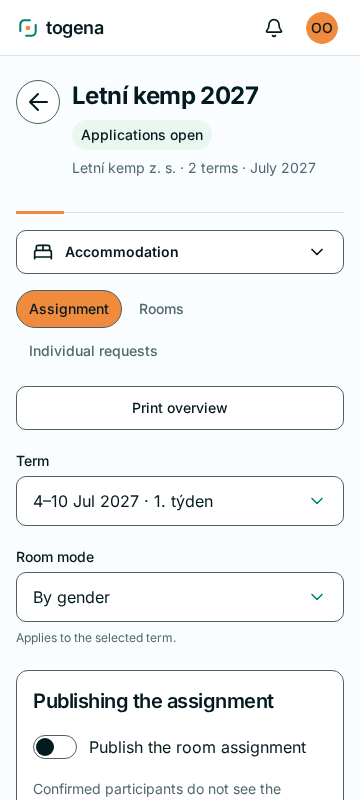 togena
OO
Letní kemp 2027
Applications open
Letní kemp z. s. · 2 terms · July 2027
Accommodation
Assignment
Rooms
Individual requests
Print overview
Term
4–10 Jul 2027 · 1. týden
Room mode
By gender
Applies to the selected term.
Publishing the assignment
Publish the room assignment
Confirmed participants do not see the